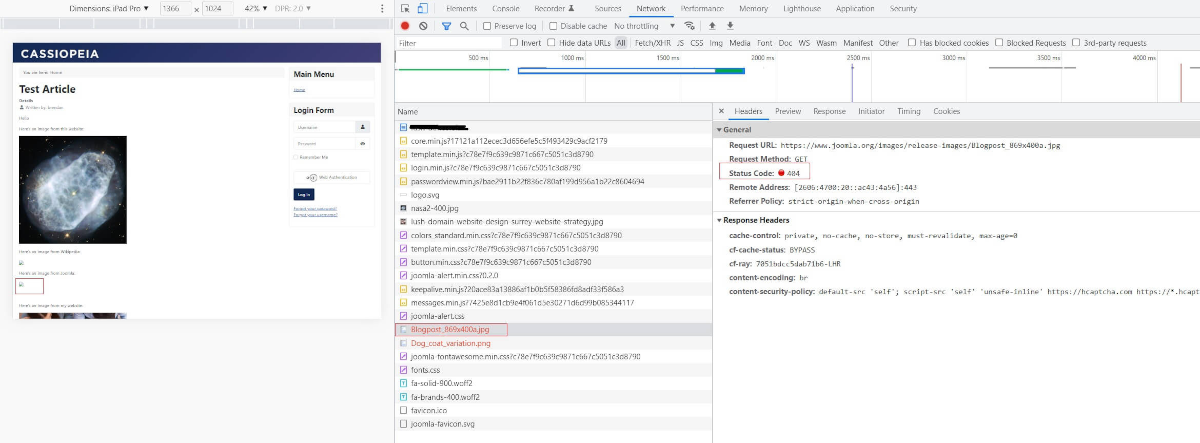 Dimensions: iPad Pro ▼ 1366 × 1024 42% ▼ DPR: 2.0 ▼
Elements Console Recorder Sources Network Performance Memory Lighthouse Application Security
Preserve log Disable cache No throttling ▼
Filter Invert Hide data URLs All Fetch/XHR JS CSS Img Media Font Doc WS Wasm Manifest Other Has blocked cookies Blocked Requests 3rd-party requests
500 ms 1000 ms 1500 ms 2000 ms 2500 ms 3000 ms 3500 ms 4000 ms
CASSIOPEIA
You are here: Home
Test Article
Details
Hello
Here's an image from this website.
Here's an image from Wikipedia.
Here's an image from Joomla.
Here's an image from my website.
Main Menu
Home
Login Form
Username
Password
Remember Me
Web Authentication
Log in
Forgot your password?
Forgot your username?
Name
core.min.js?17121a112ecec3d656efe5c5f493429c9acf2179
template.min.js?c78e7f9c639c9871c667c5051c3d8790
login.min.js?c78e7f9c639c9871c667c5051c3d8790
passwordview.min.js?bae2911b22f836c780af199d956a1b22c8604694
logo.svg
nasa2-400.jpg
lush_domain-website-design-surrey-website-strategy.jpg
colors_standard.min.css?c78e7f9c639c9871c667c5051c3d8790
template.min.css?c78e7f9c639c9871c667c5051c3d8790
button.min.css?c78e7f9c639c9871c667c5051c3d8790
joomla-alert.min.css?0.2.0
keepalive.min.js?20ace83a13886af1b0b5f58386fd8adf33f586a3
messages.min.js?7425e8d1cb9e4f061d5e30271d6d99b085344117
joomla-alert.css
Blogpost_869x400a.jpg
Dog_coat_variation.png
joomla-fontawesome.min.css?c78e7f9c639c9871c667c5051c3d8790
fonts.css
fa-solid-900.woff2
fa-brands-400.woff2
favicon.ico
joomla-favicon.svg
× Headers Preview Response Initiator Timing Cookies
▼ General
Request URL: https://www.joomla.org/images/release-images/Blogpost_869x400a.jpg
Request Method: GET
Status Code: 404
Remote Address: [2606:4700:20::ac43:4a56]:443
Referrer Policy: strict-origin-when-cross-origin
▼ Response Headers
cache-control: private, no-cache, no-store, must-revalidate, max-age=0
cf-cache-status: BYPASS
cf-ray: 7051bdcc5dab71b6-LHR
content-encoding: br
content-security-policy: default-src 'self'; script-src 'self' 'unsafe-inline' https://hcaptcha.com https://*.hcapt